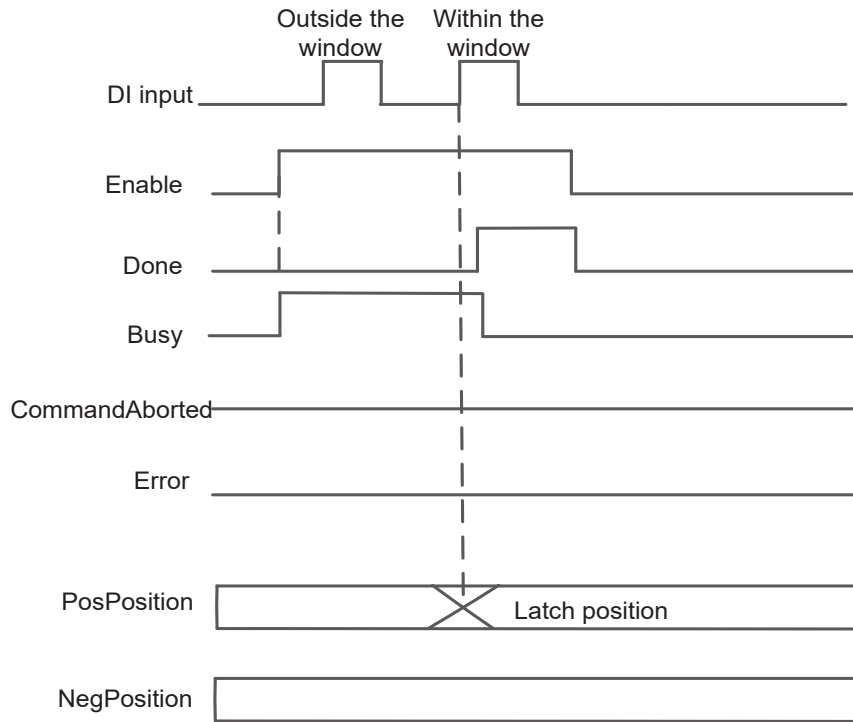 Outside the
window
Within the
window
DI input
Enable
Done
Busy
CommandAborted
Error
PosPosition
Latch position
NegPosition